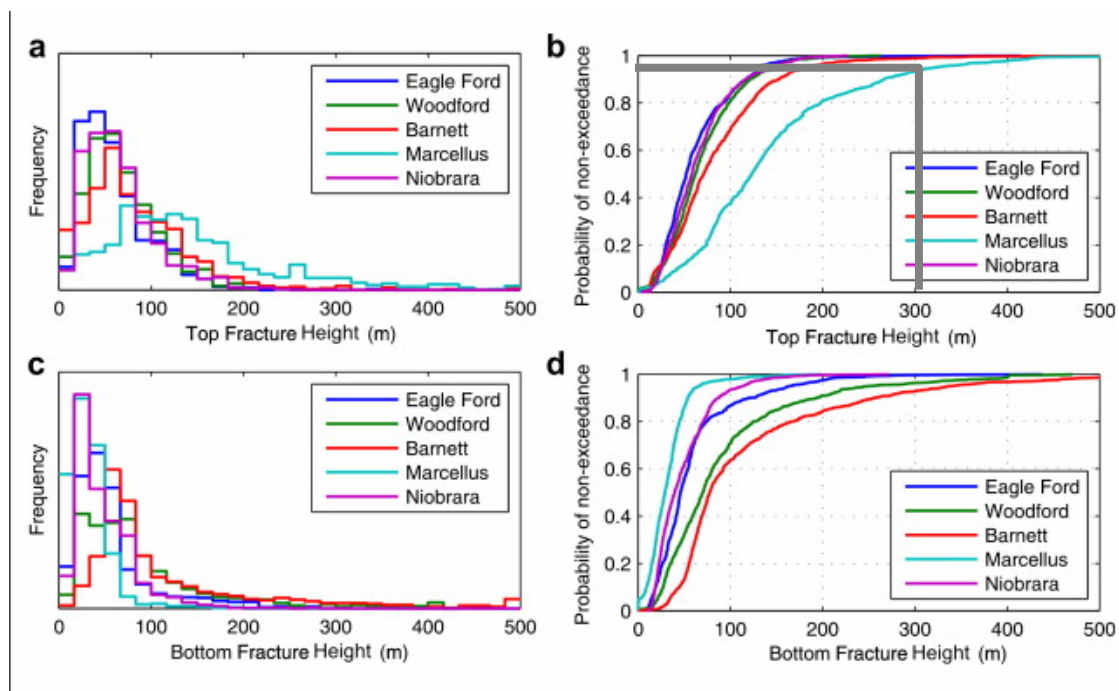 a
Frequency
Eagle Ford
Woodford
Barnett
Marcellus
Niobrara
0 100 200 300 400 500
Top Fracture Height (m)
b
Probability of non-exceedance
1
0.8
0.6
0.4
0.2
0
Eagle Ford
Woodford
Barnett
Marcellus
Niobrara
0 100 200 300 400 500
Top Fracture Height (m)
c
Frequency
Eagle Ford
Woodford
Barnett
Marcellus
Niobrara
0 100 200 300 400 500
Bottom Fracture Height (m)
d
Probability of non-exceedance
1
0.8
0.6
0.4
0.2
0
Eagle Ford
Woodford
Barnett
Marcellus
Niobrara
0 100 200 300 400 500
Bottom Fracture Height (m)